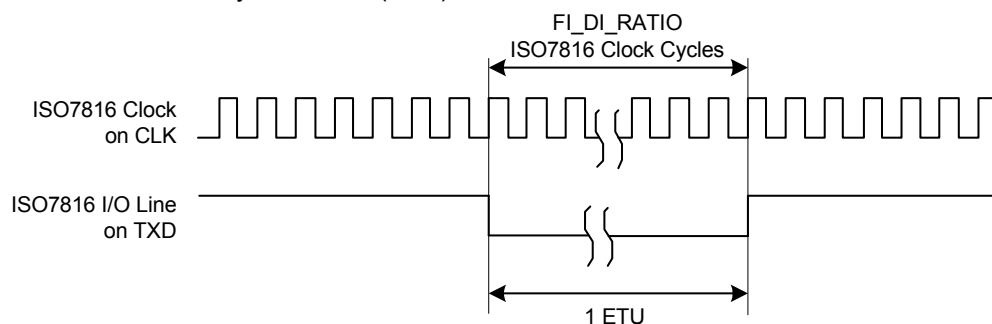 FI_DI_RATIO
ISO7816 Clock Cycles
ISO7816 Clock
on CLK
ISO7816 I/O Line
on TXD
1 ETU